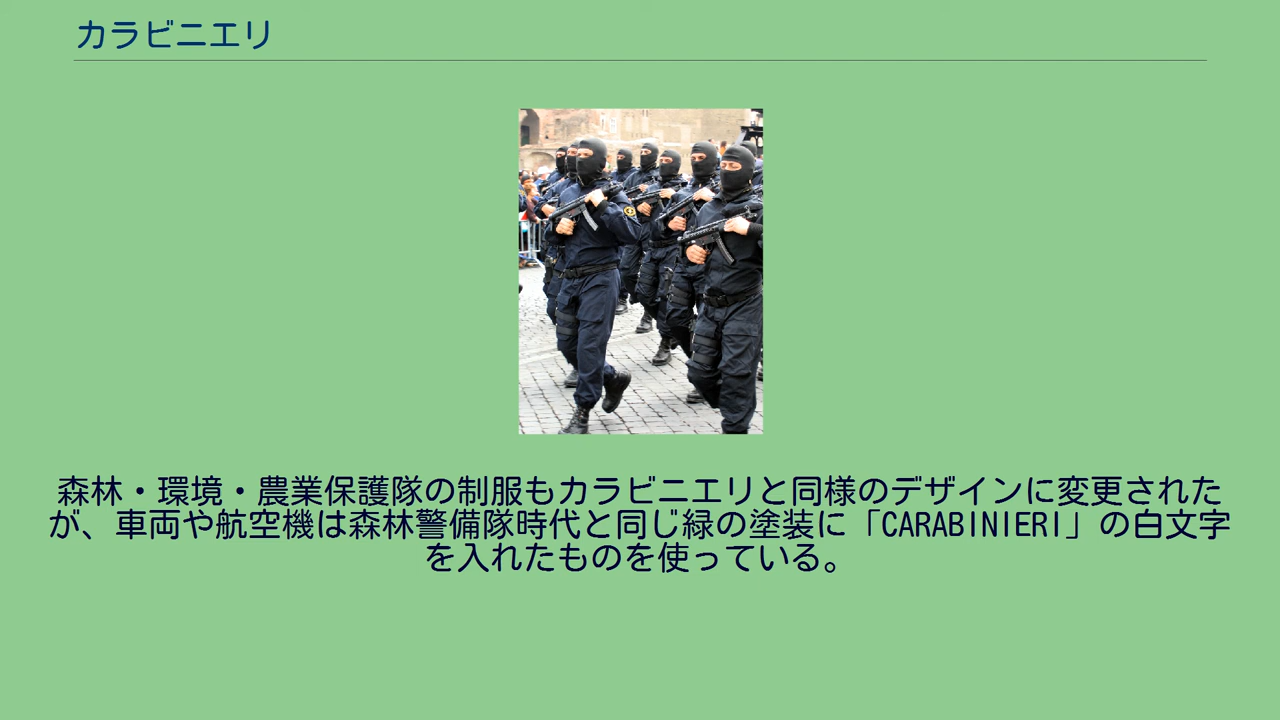 カラビニエリ
森林・環境・農業保護隊の制服もカラビニエリと同様のデザインに変更された
が、車両や航空機は森林警備隊時代と同じ緑の塗装に「CARABINIERI」の白文字
を入れたものを使っている。